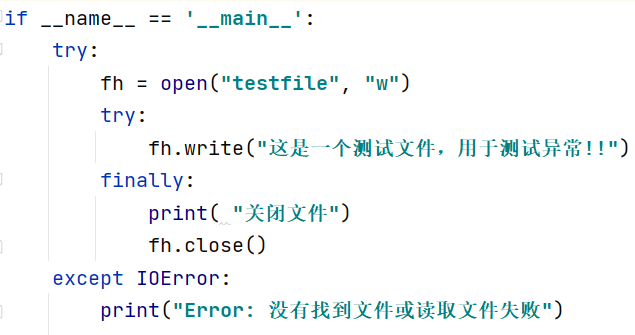 if __name__ == '__main__':
    try:
        fh = open("testfile", "w")
        try:
            fh.write("这是一个测试文件，用于测试异常!!")
        finally:
            print( "关闭文件")
            fh.close()
    except IOError:
        print("Error: 没有找到文件或读取文件失败")